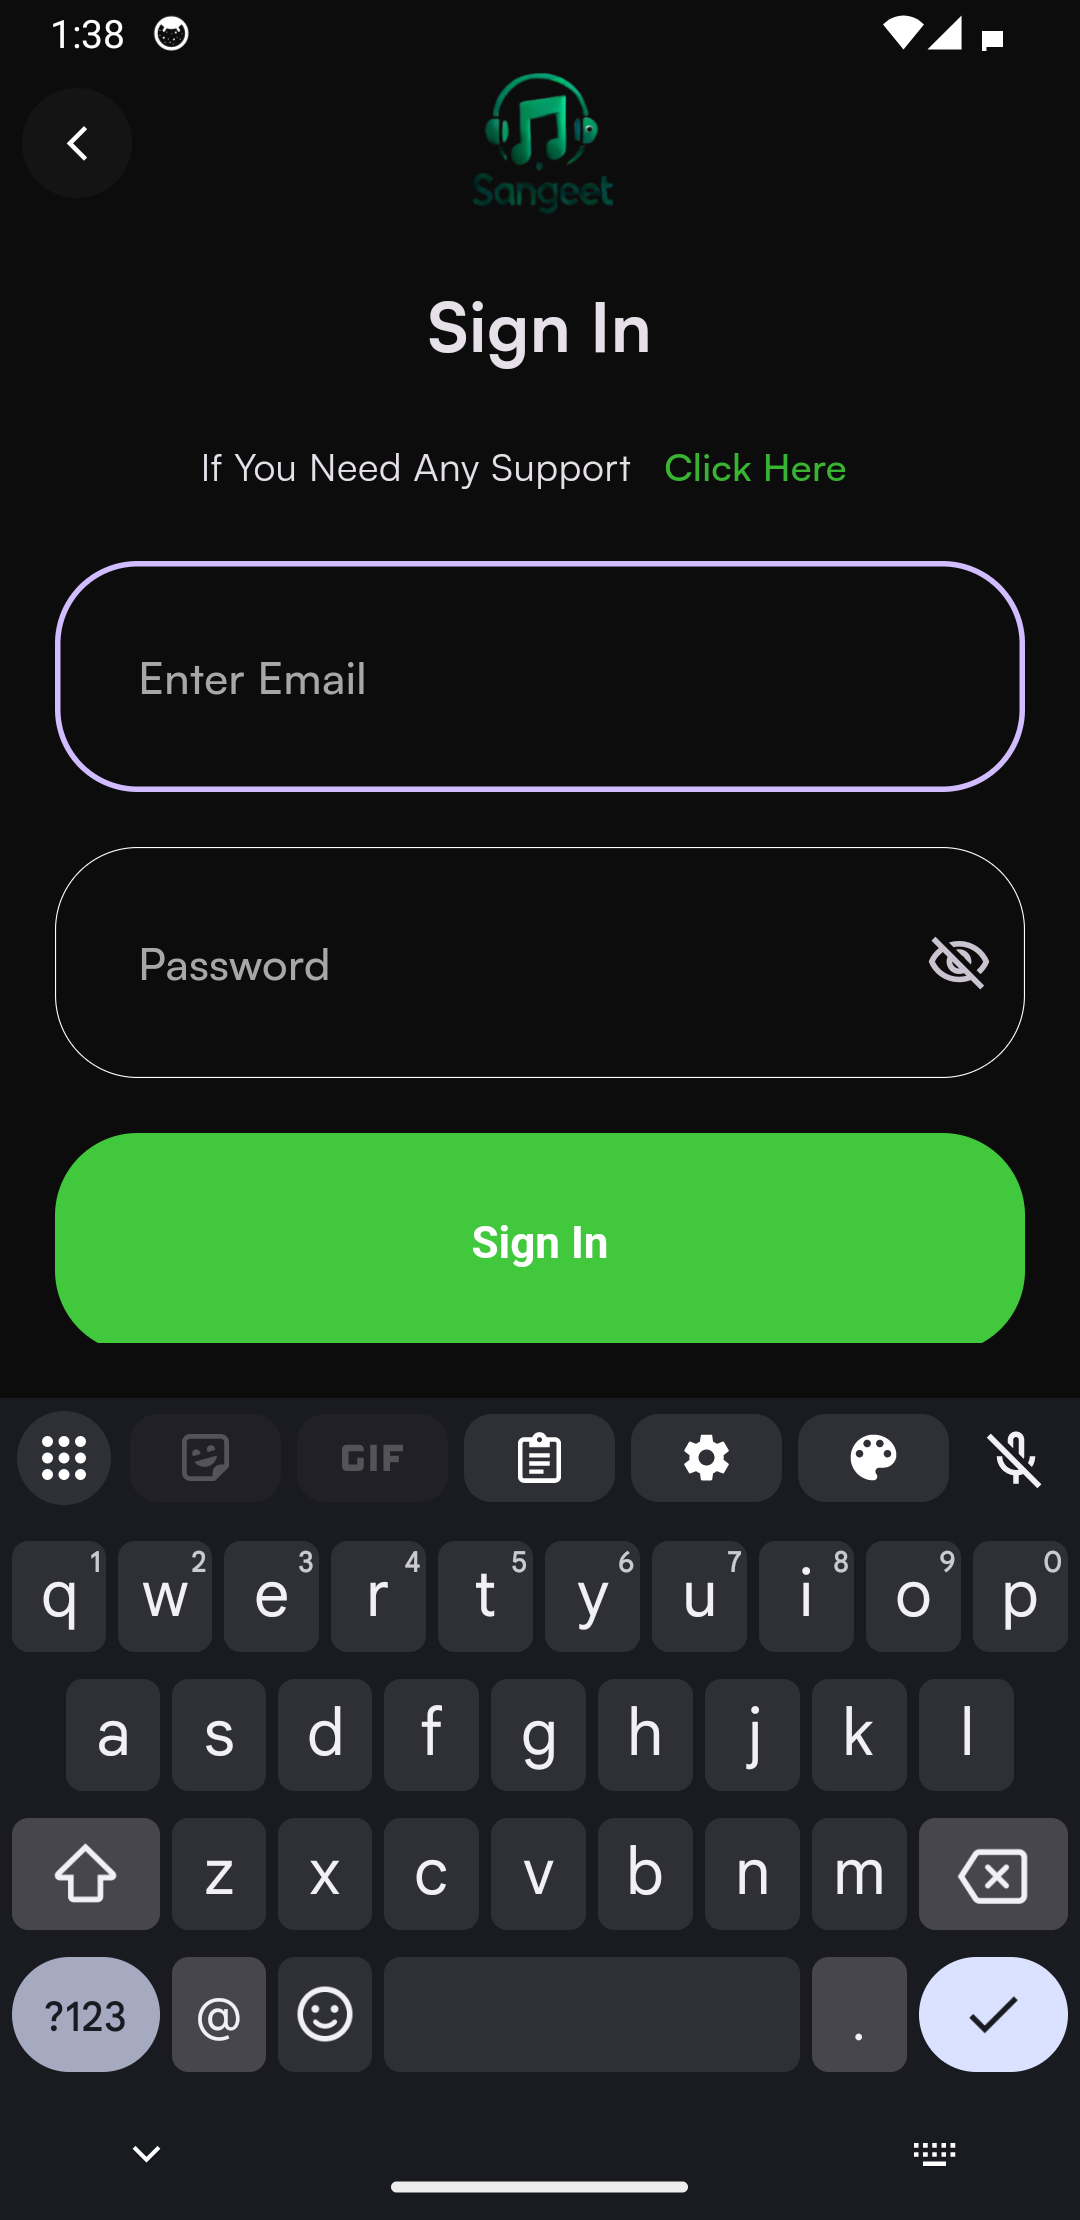 1:38
Sangeet
Sign In
If You Need Any Support Click Here
Enter Email
Password
Sign In
GIF
q 1 w 2 e 3 r 4 t 5 y 6 u 7 i 8 o 9 p 0
a s d f g h j k l
z x c v b n m
?123 @ .